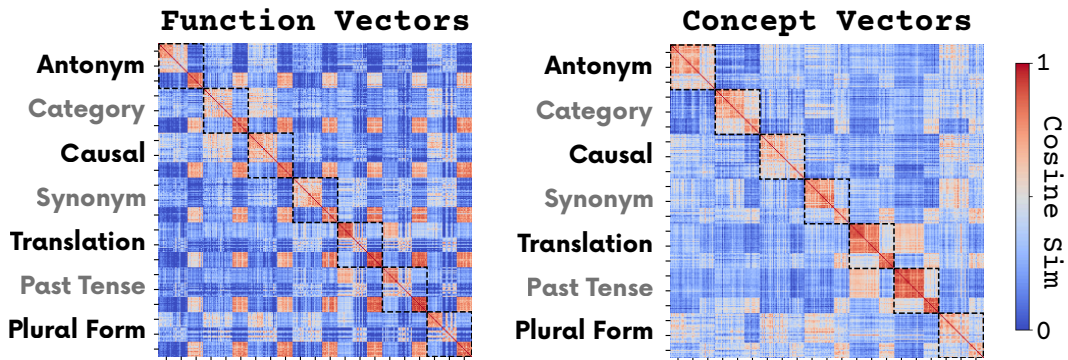 Function Vectors
Antonym
Category
Causal
Synonym
Translation
Past Tense
Plural Form
Concept Vectors
Antonym
Category
Causal
Synonym
Translation
Past Tense
Plural Form
1
Cosine Sim
0